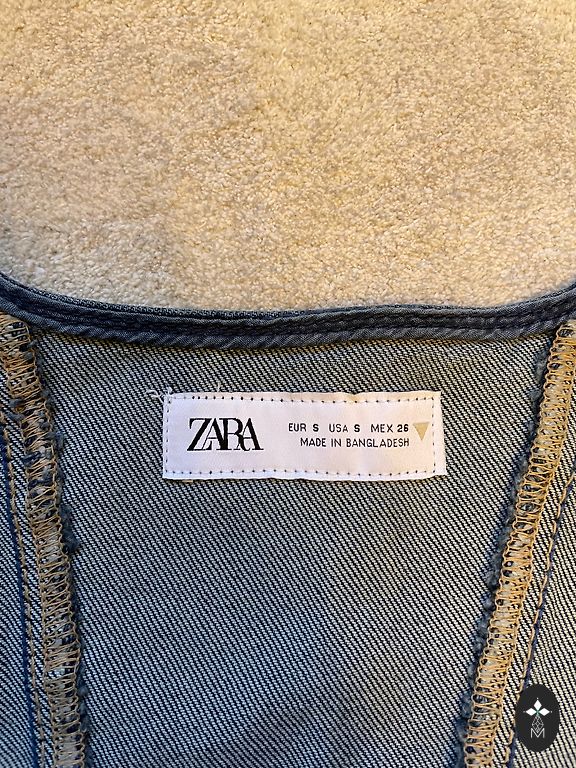 ZARA
EUR S USA S MEX 26
MADE IN BANGLADESH
M